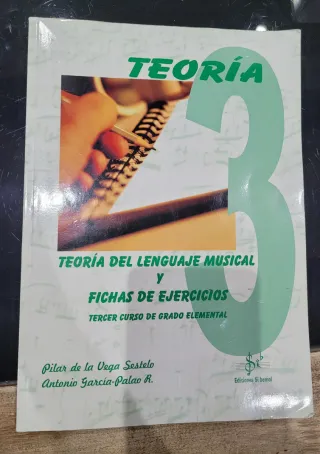 TEORÍA
3
TEORÍA DEL LENGUAJE MUSICAL
Y
FICHAS DE EJERCICIOS
TERCER CURSO DE GRADO ELEMENTAL
Pilar de la Vega Sestelo
Antonio García-Palao R.
Si
Ediciones Si bemol